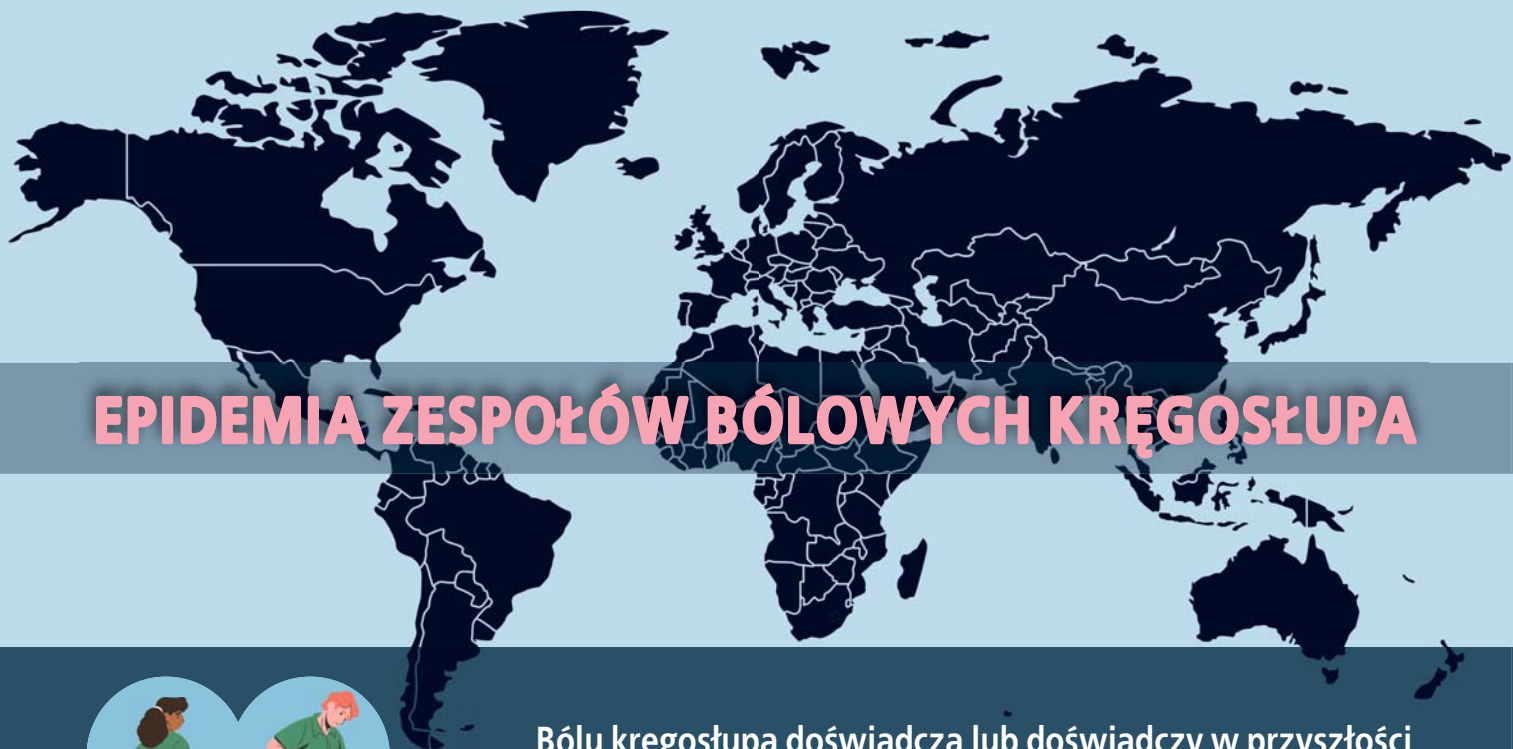 EPIDEMIA ZESPOŁÓW BÓLOWYCH KRĘGOSŁUPA
Bólu kręgosłupa doświadcza lub doświadczy w przyszłości